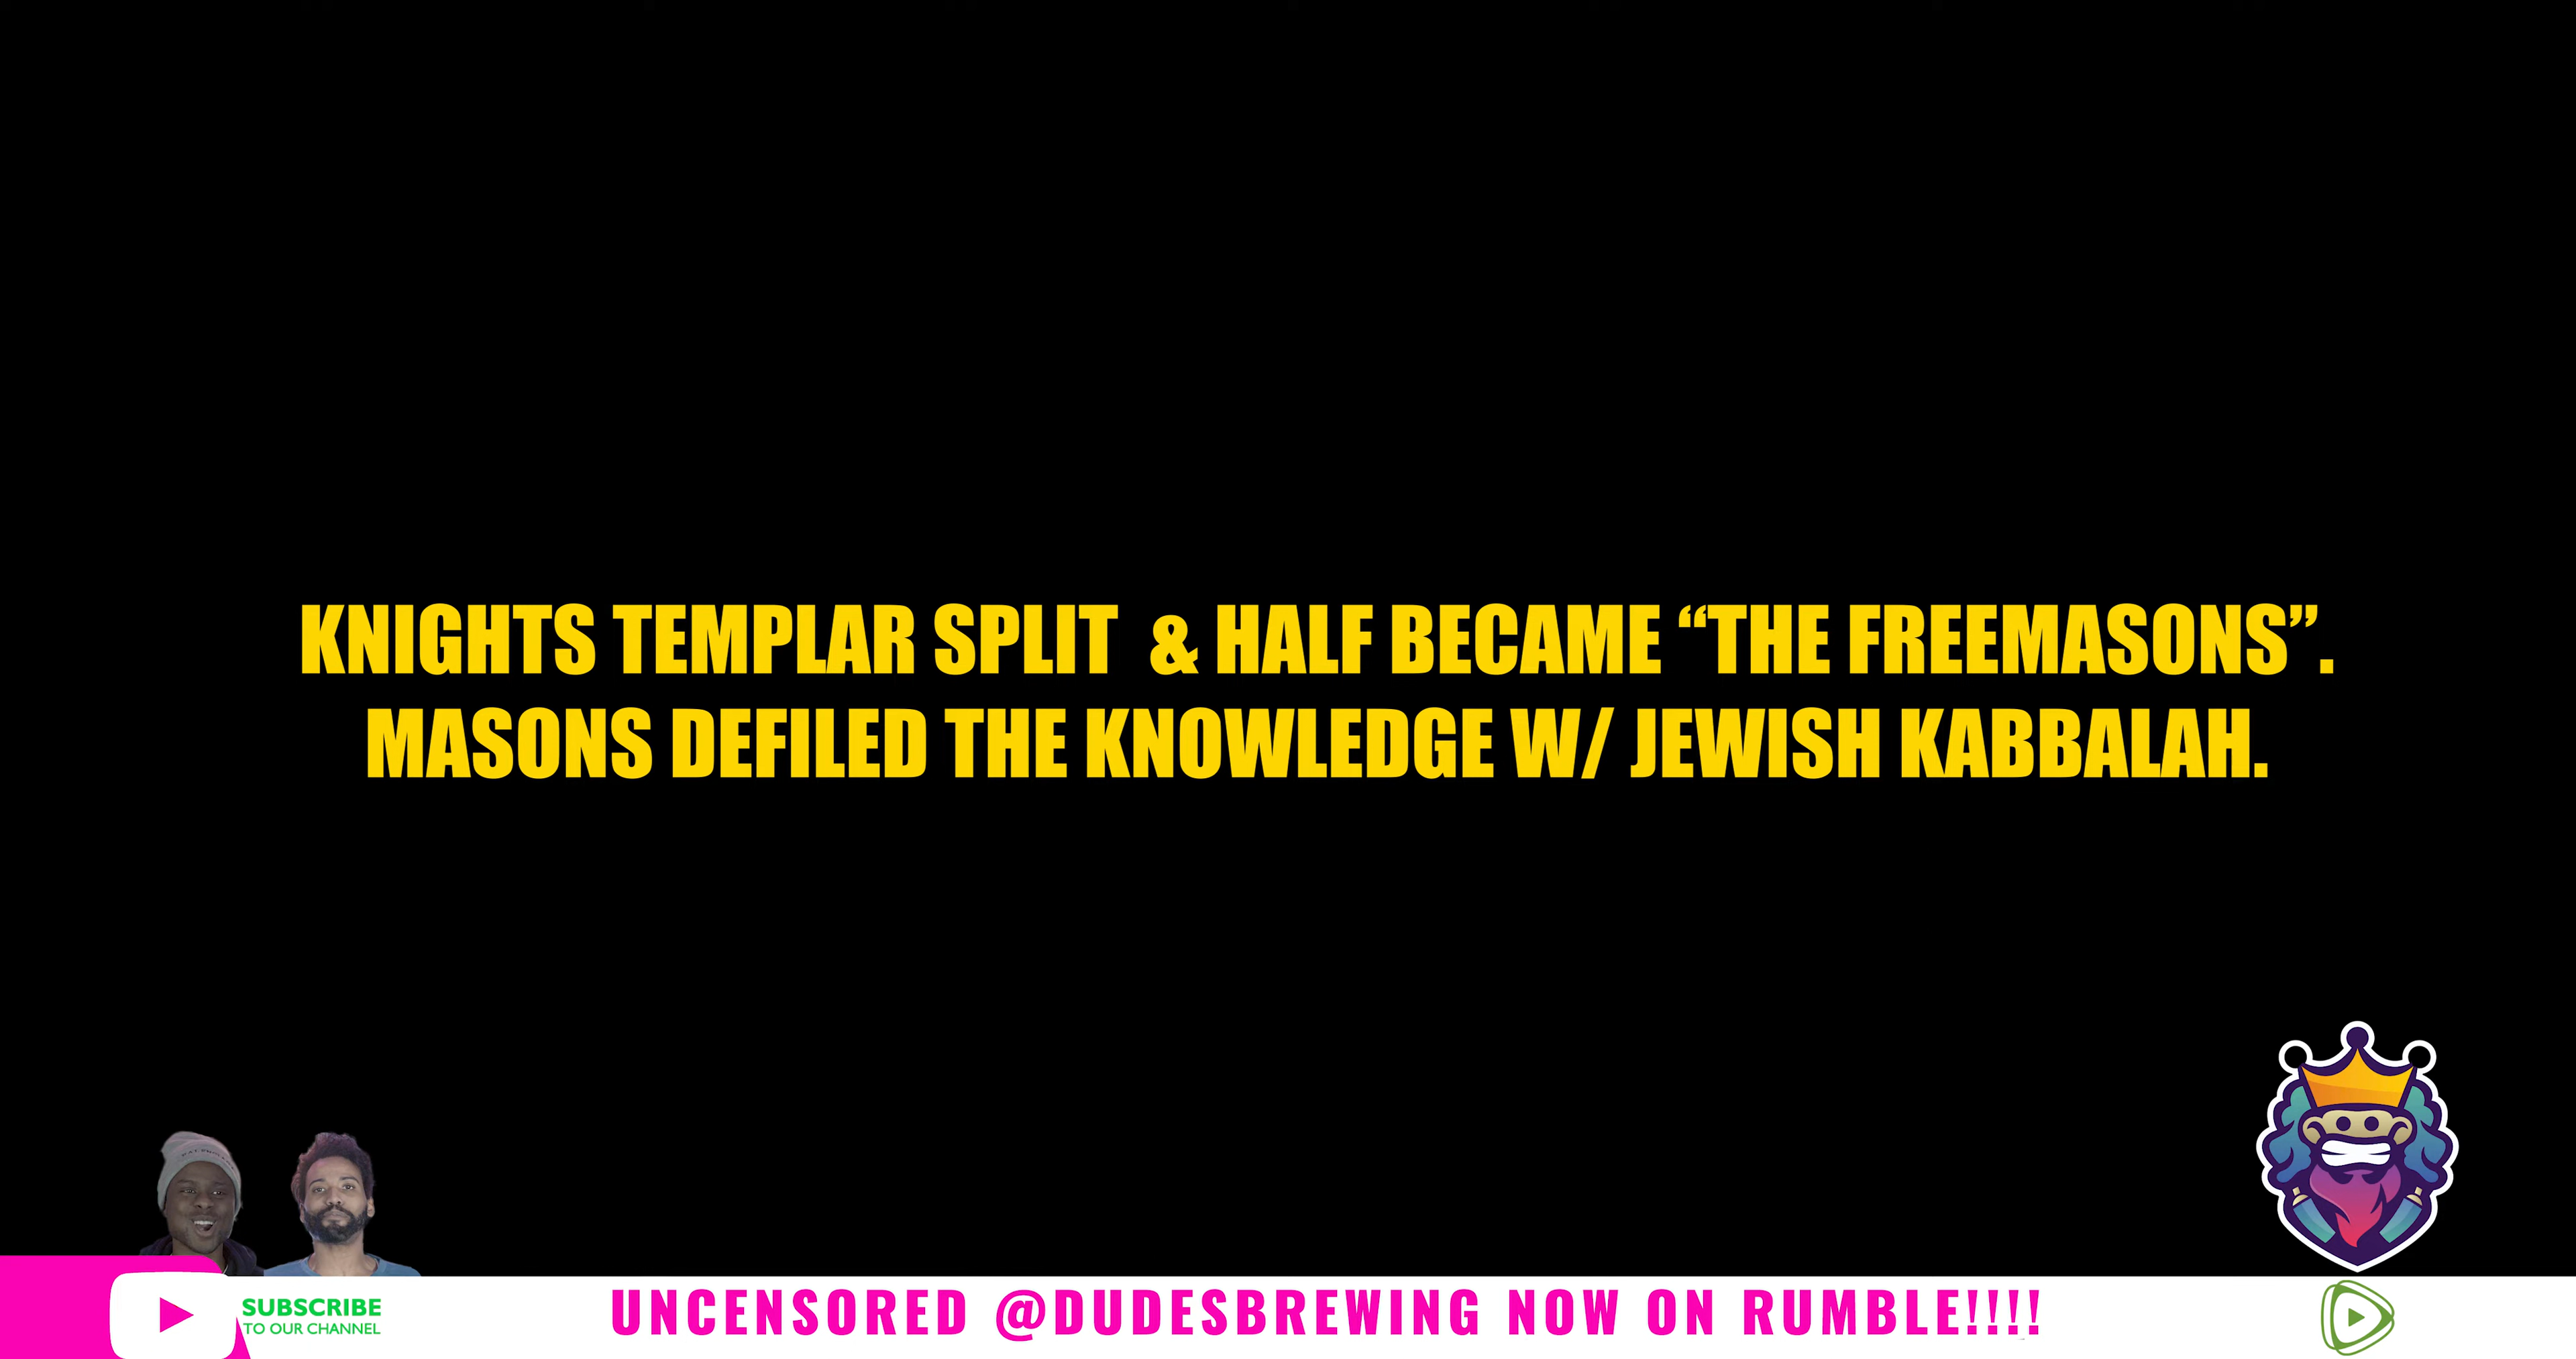 KNIGHTS TEMPLAR SPLIT & HALF BECAME “THE FREEMASONS”.
MASONS DEFILED THE KNOWLEDGE W/ JEWISH KABBALAH.
SUBSCRIBE
TO OUR CHANNEL
UNCENSORED @DUDESBREWING NOW ON RUMBLE!!!!